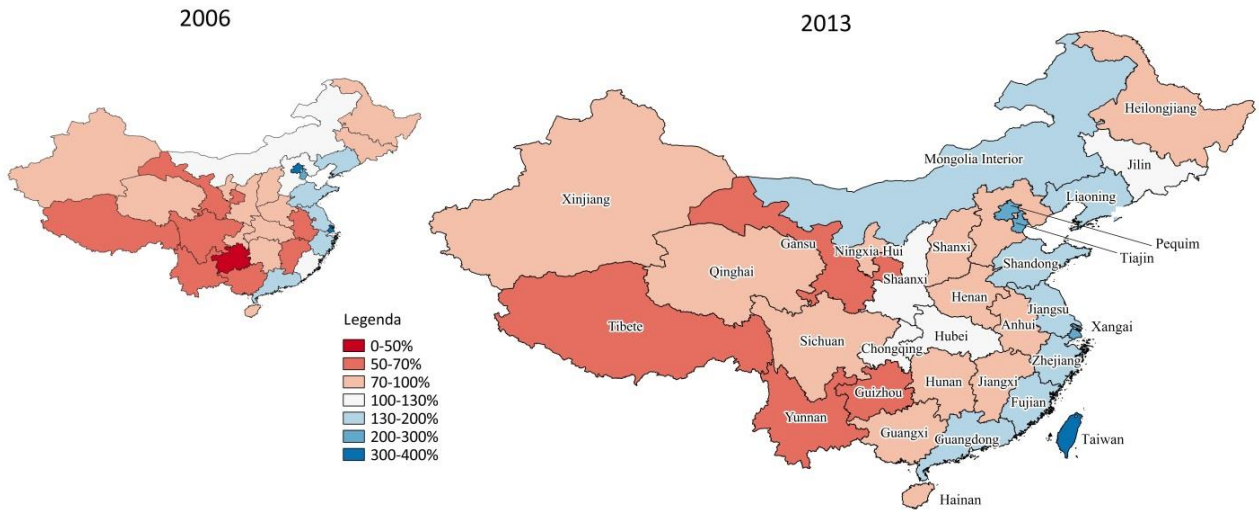 2006
2013
Legenda
0-50%
50-70%
70-100%
100-130%
130-200%
200-300%
300-400%
Heilongjiang
Jilin
Mongolia Interior
Liaoning
Xinjiang
Pequim
Tiajin
Gansu
Ningxia-Hui
Shanxi
Shandong
Qinghai
Shaanxi
Henan
Jiangsu
Tibete
Anhui
Xangai
Sichuan
Hubei
Chongqing
Zhejiang
Guizhou
Hunan
Jiangxi
Yunnan
Fujian
Guangxi
Guangdong
Taiwan
Hainan